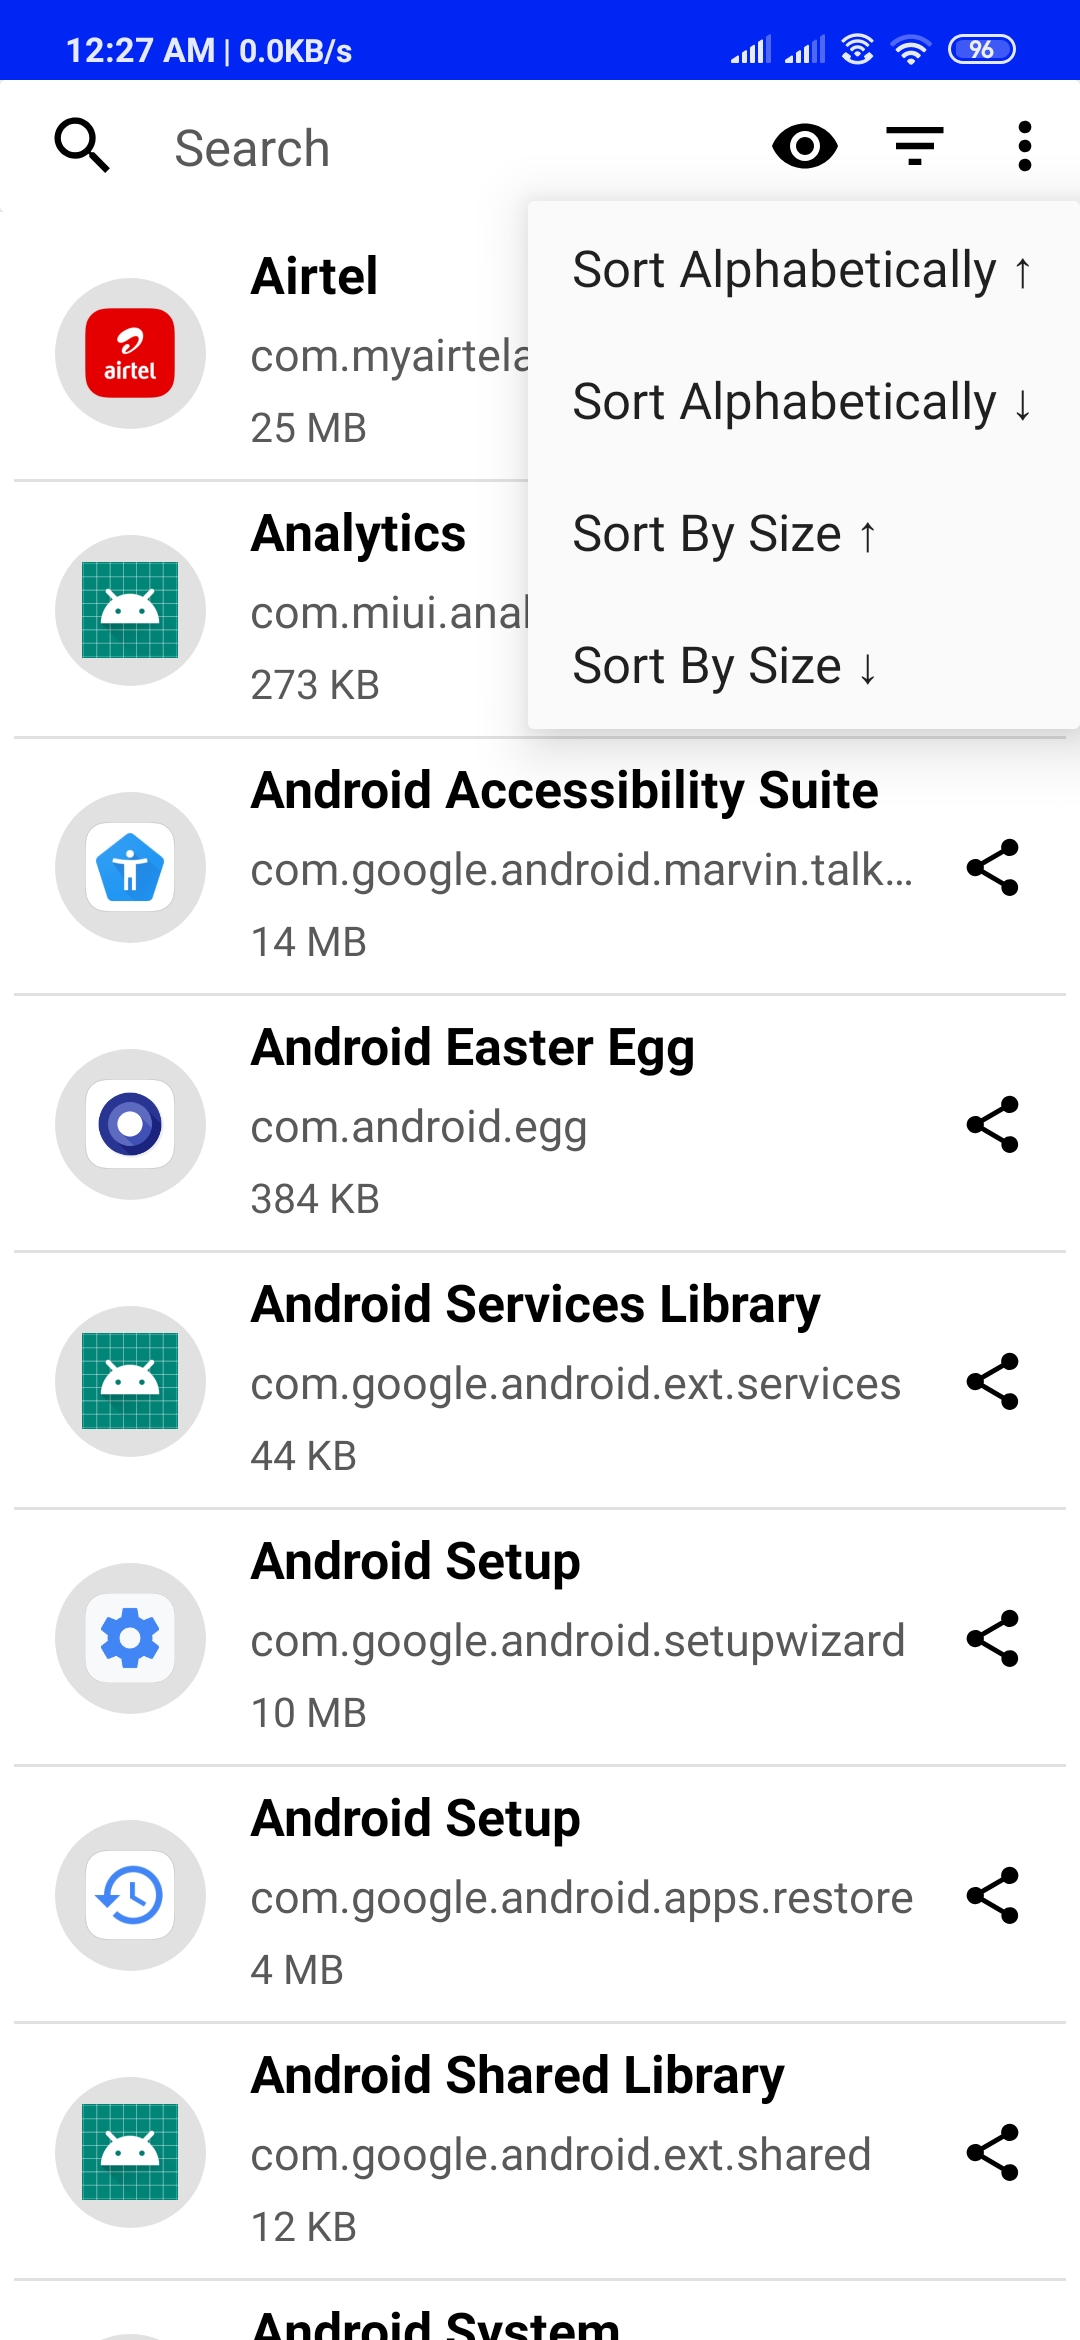 12:27 AM | 0.0KB/s
96
Search
Sort Alphabetically ↑
Sort Alphabetically ↓
Sort By Size ↑
Sort By Size ↓
airtel
Airtel
com.myairtela
25 MB
Analytics
com.miui.anal
273 KB
Android Accessibility Suite
com.google.android.marvin.talk...
14 MB
Android Easter Egg
com.android.egg
384 KB
Android Services Library
com.google.android.ext.services
44 KB
Android Setup
com.google.android.setupwizard
10 MB
Android Setup
com.google.android.apps.restore
4 MB
Android Shared Library
com.google.android.ext.shared
12 KB
Android System